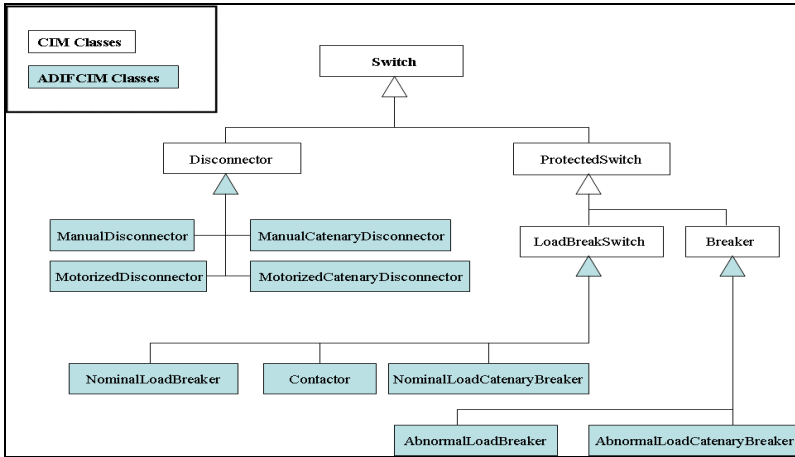 CIM Classes
ADIFCIM Classes
Switch
Disconnector
ProtectedSwitch
ManualDisconnector
ManualCatenaryDisconnector
LoadBreakSwitch
Breaker
MotorizedDisconnector
MotorizedCatenaryDisconnector
NominalLoadBreaker
Contactor
NominalLoadCatenaryBreaker
AbnormalLoadBreaker
AbnormalLoadCatenaryBreaker